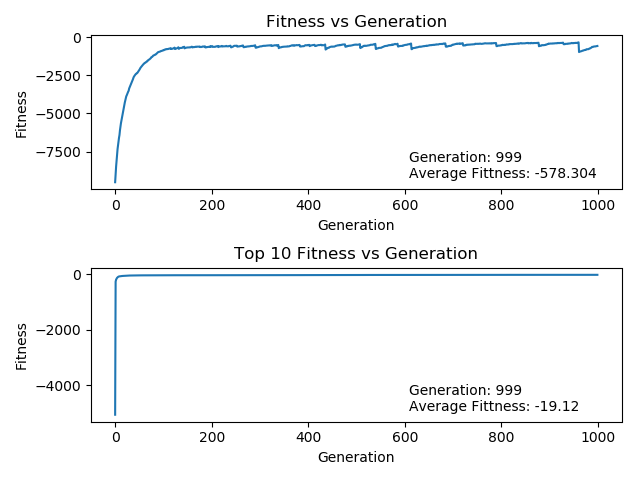 Fitness vs Generation
0
−2500
−5000
−7500
Fitness
Generation: 999
Average Fittness: -578.304
0 200 400 600 800 1000
Generation
Top 10 Fitness vs Generation
0
−2000
−4000
Fitness
Generation: 999
Average Fittness: -19.12
0 200 400 600 800 1000
Generation